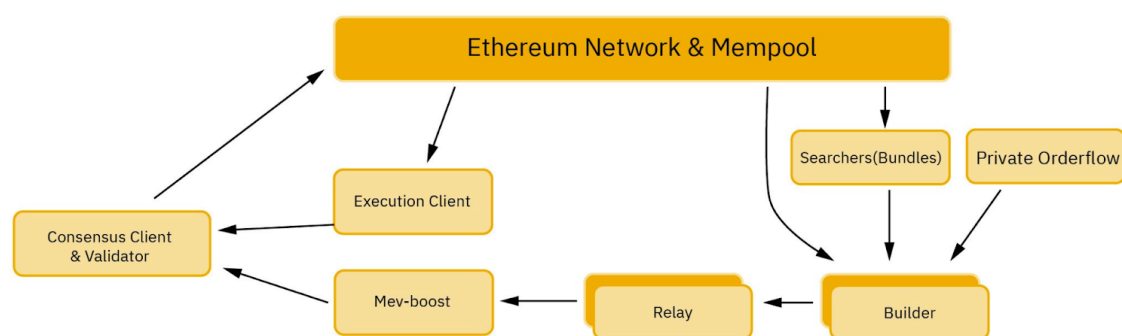 Ethereum Network & Mempool
Searchers(Bundles)
Private Orderflow
Execution Client
Consensus Client
& Validator
Mev-boost
Relay
Builder